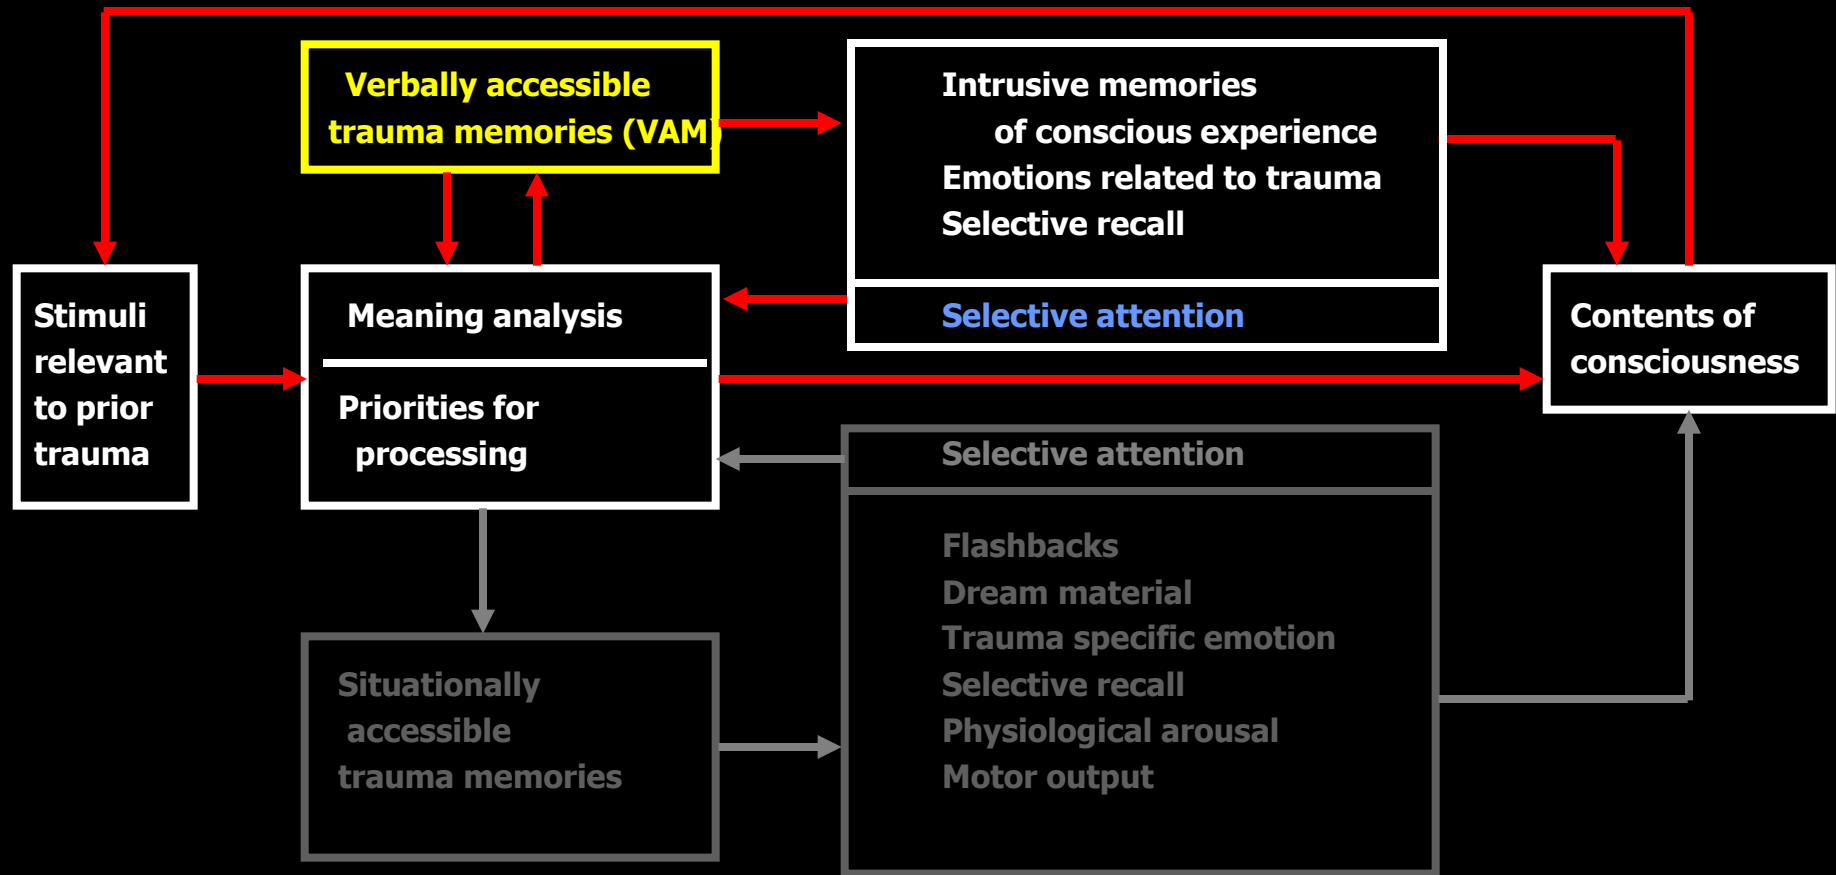 Verbally accessible
trauma memories (VAM)
Intrusive memories
of conscious experience
Emotions related to trauma
Selective recall
Selective attention
Stimuli
relevant
to prior
trauma
Meaning analysis
Priorities for
processing
Contents of
consciousness
Selective attention
Flashbacks
Dream material
Trauma specific emotion
Selective recall
Physiological arousal
Motor output
Situationally
accessible
trauma memories